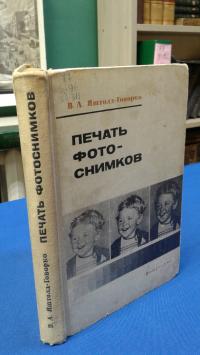 В. А. Яштолд-Говорко
ПЕЧАТЬ
ФОТО-
СНИМКОВ
В. А. Яштолд-Говорко ПЕЧАТЬ ФОТОСНИМКОВ